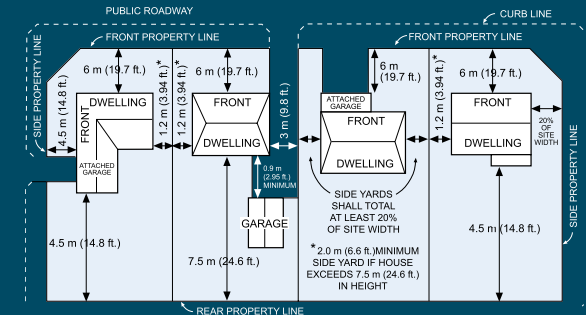 PUBLIC ROADWAY
CURB LINE
FRONT PROPERTY LINE
FRONT PROPERTY LINE
SIDE PROPERTY LINE
4.5 m (14.8 ft.)
6 m (19.7 ft.)
DWELLING
FRONT
ATTACHED
GARAGE
4.5 m (14.8 ft.)
1.2 m (3.94 ft.)*
1.2 m (3.94 ft.)*
6 m (19.7 ft.)
FRONT
DWELLING
3 m (9.8 ft.)
0.9 m
(2.95 ft.)
MINIMUM
GARAGE
7.5 m (24.6 ft.)
6 m
(19.7 ft.)
ATTACHED
GARAGE
FRONT
DWELLING
SIDE YARDS
SHALL TOTAL
AT LEAST 20%
OF SITE WIDTH
*2.0 m (6.6 ft.)MINIMUM
SIDE YARD IF HOUSE
EXCEEDS 7.5 m (24.6 ft.)
IN HEIGHT
1.2 m (3.94 ft.)*
6 m (19.7 ft.)
FRONT
DWELLING
20%
OF
SITE
WIDTH
4.5 m (14.8 ft.)
SIDE PROPERTY LINE
REAR PROPERTY LINE